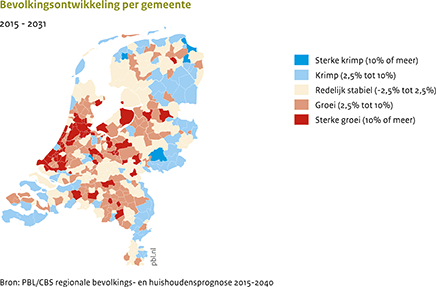 Bevolkingsontwikkeling per gemeente
2015 - 2031
Sterke krimp (10% of meer)
Krimp (2,5% tot 10%)
Redelijk stabiel (-2,5% tot 2,5%)
Groei (2,5% tot 10%)
Sterke groei (10% of meer)
pbl.nl
Bron: PBL/CBS regionale bevolkings- en huishoudensprognose 2015-2040